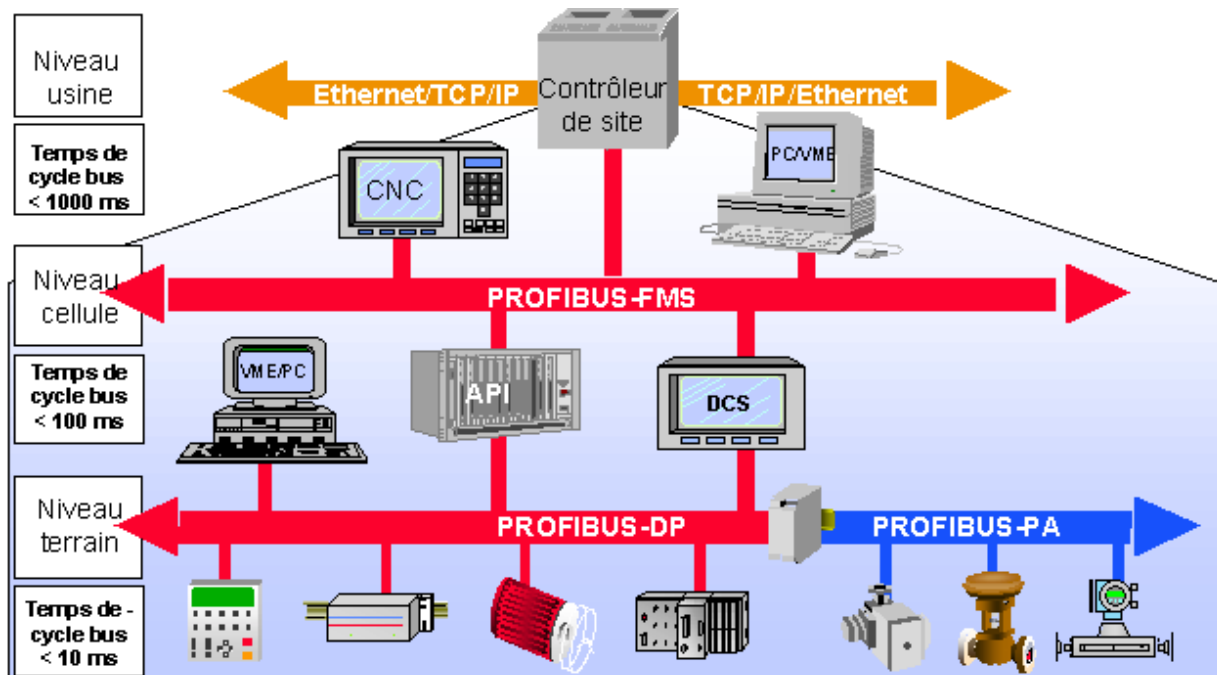 Niveau
usine
Ethernet/TCP/IP
Contrôleur
de site
TCP/IP/Ethernet
Temps de
cycle bus
< 1000 ms
CNC
PC/VME
Niveau
cellule
PROFIBUS-FMS
Temps de
cycle bus
< 100 ms
VME/PC
API
DCS
Niveau
terrain
PROFIBUS-DP
PROFIBUS-PA
Temps de -
cycle bus
< 10 ms